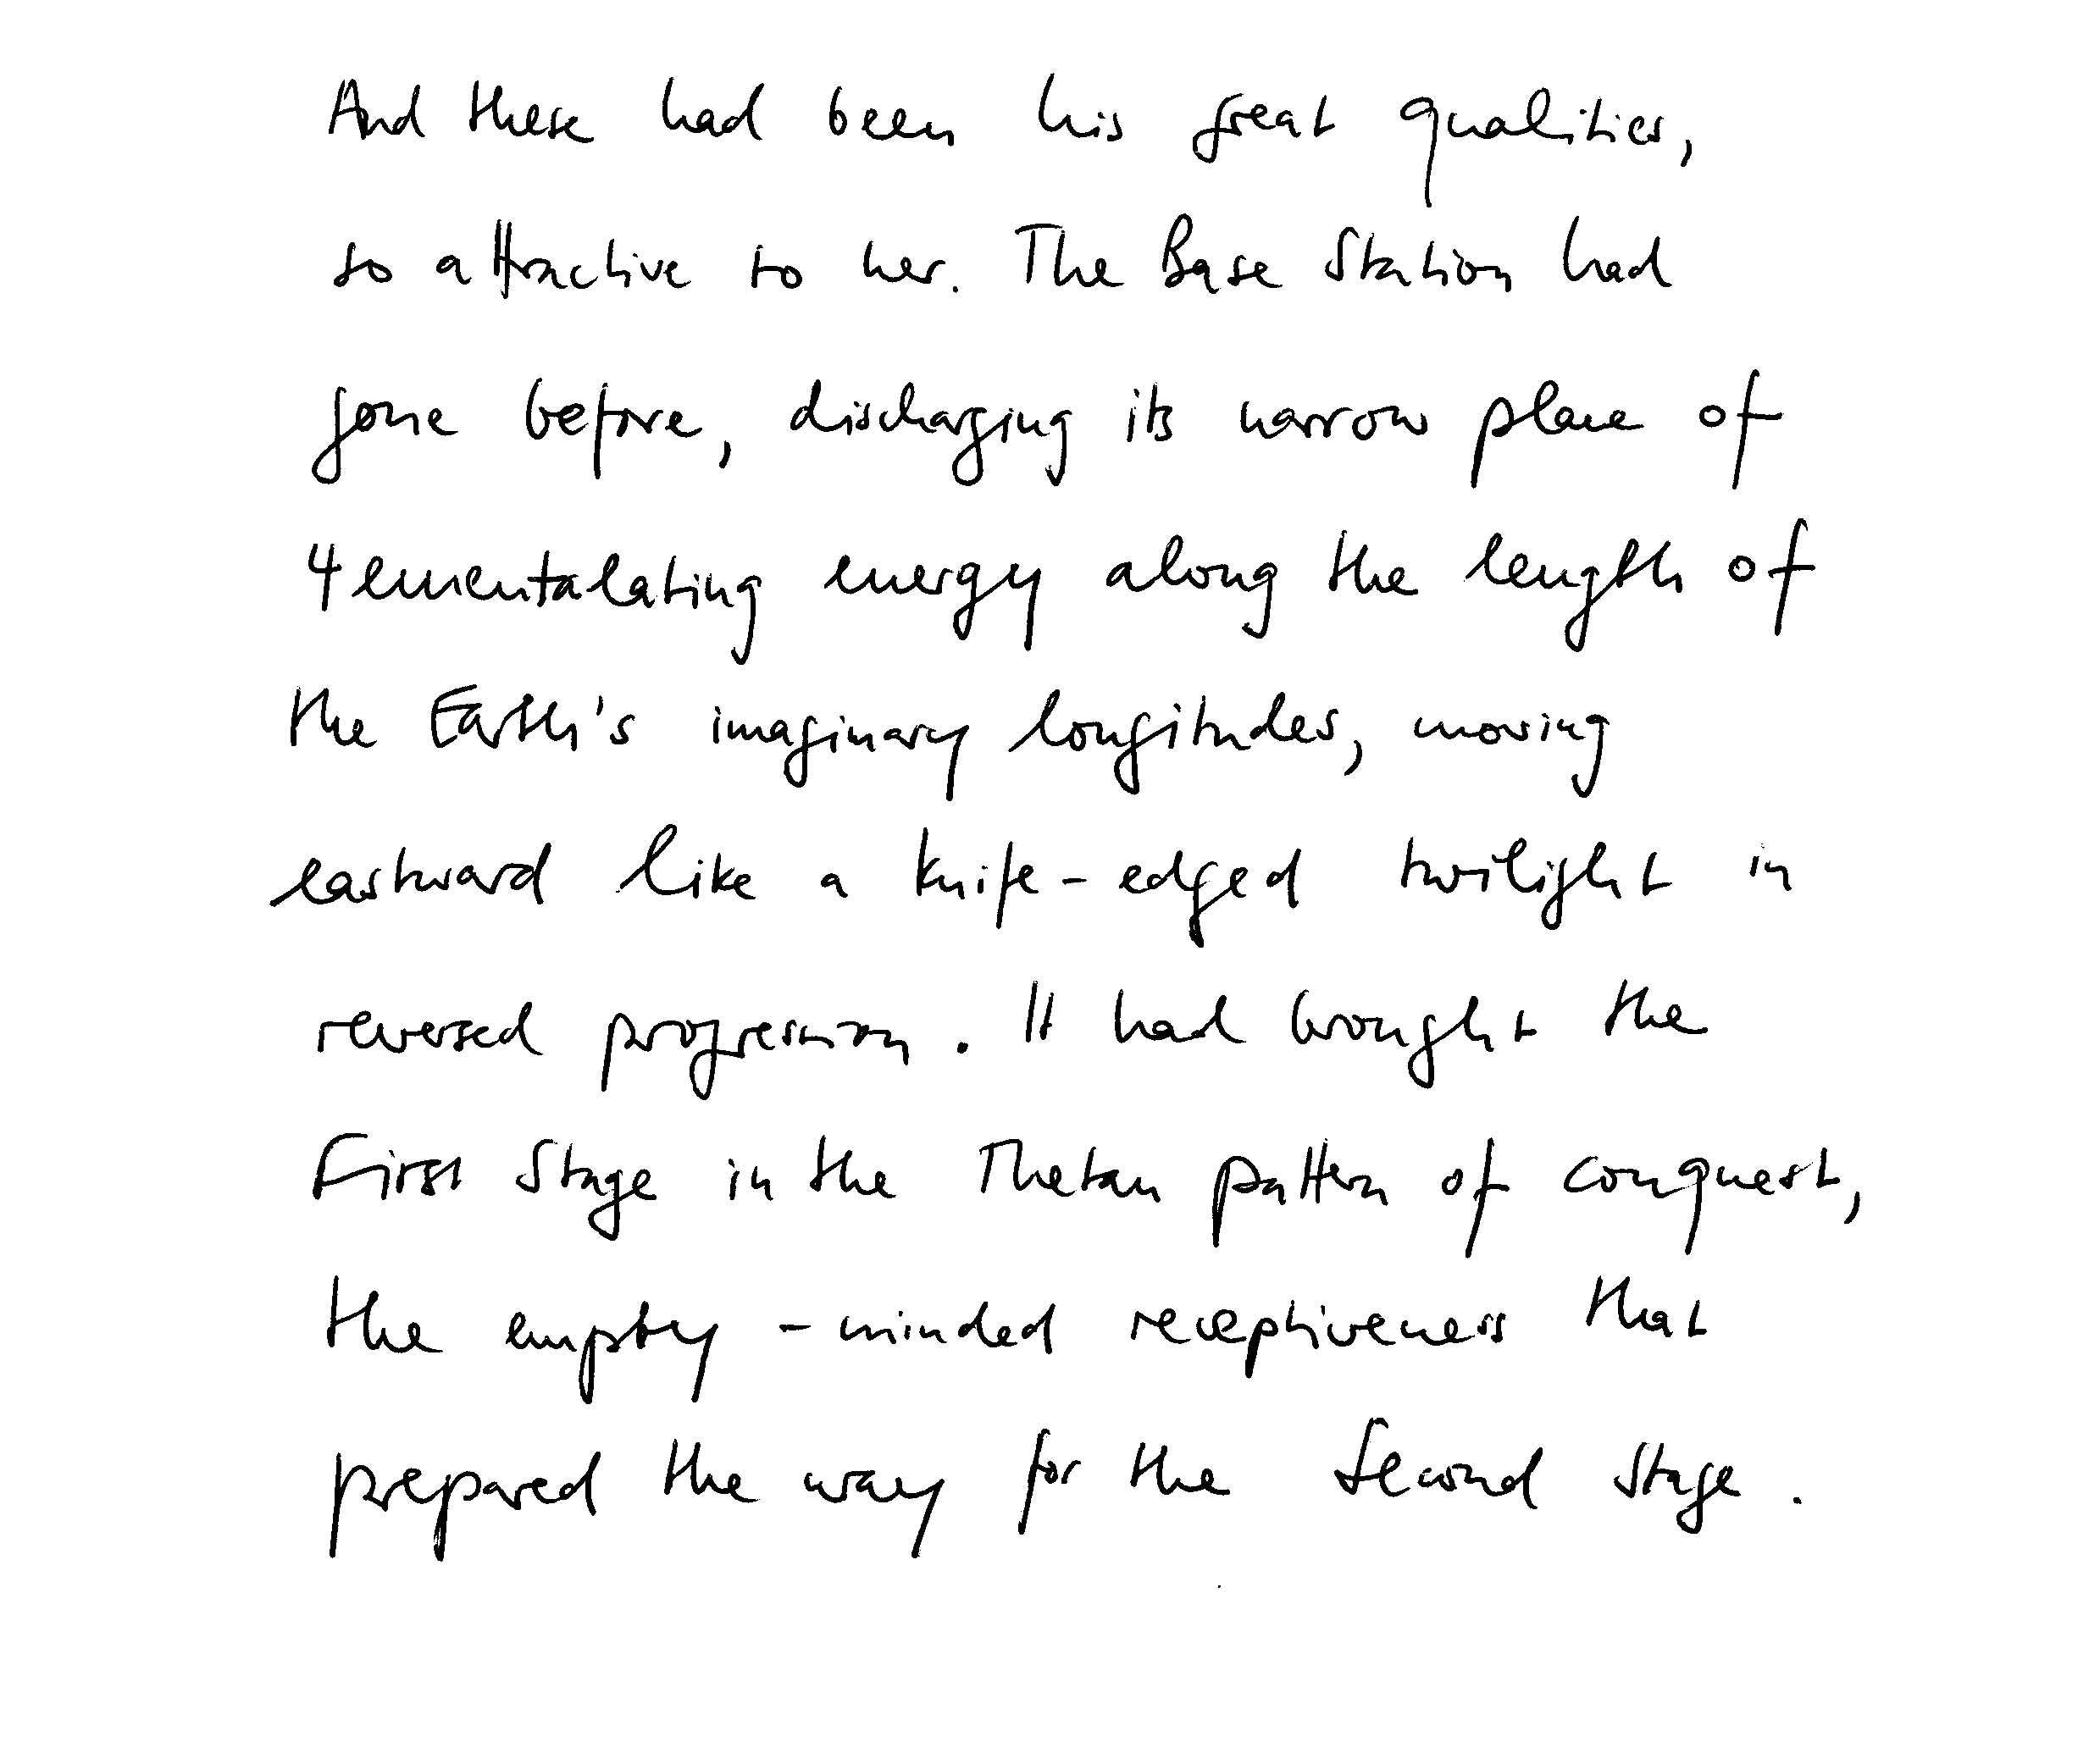 And these had been his great qualities,
so attractive to her. The Base Station had
gone before, discharging its narrow plane of
4ementalating energy along the length of
the Earth's imaginary longitudes, moving
eastward like a knife-edged twilight in
reversed progression. It had brought the
First Stage in the Thetan pattern of conquest,
the empty-minded receptiveness that
prepared the way for the Second Stage.